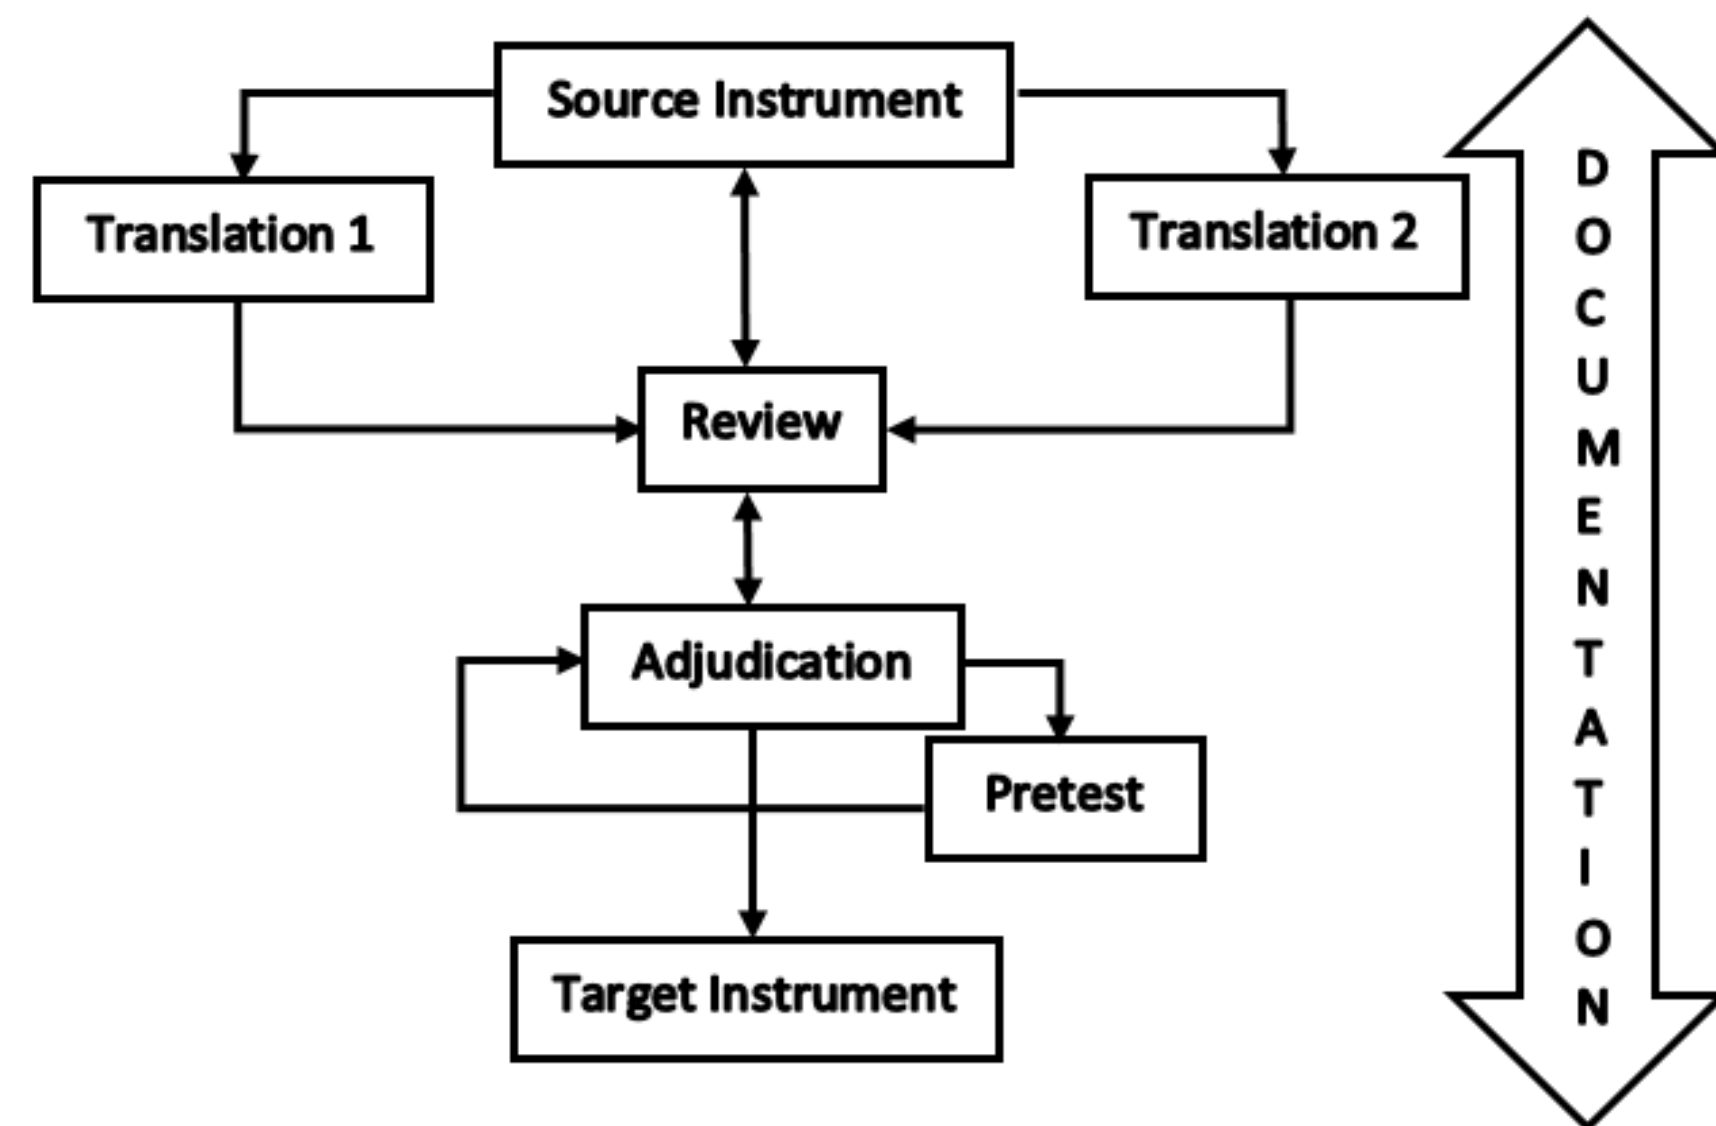 Source Instrument
Translation 1
Translation 2
Review
Adjudication
Pretest
Target Instrument
D
O
C
U
M
E
N
T
A
T
I
O
N